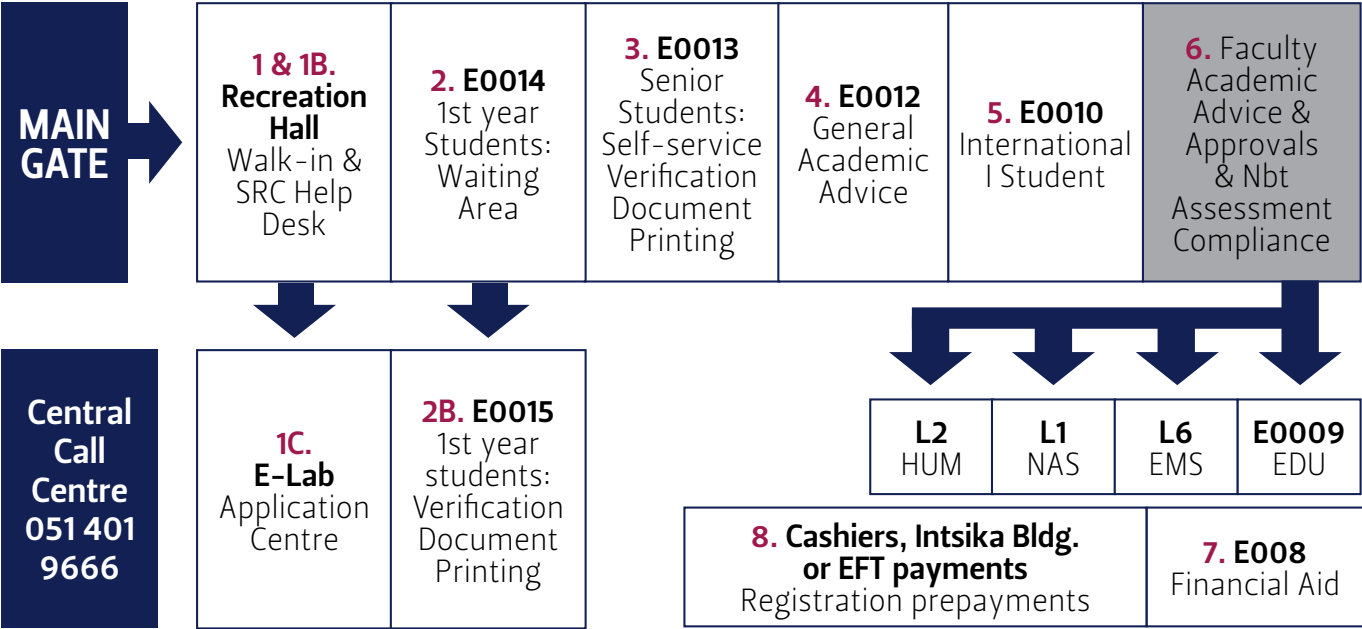 MAIN
GATE
1 & 1B.
Recreation
Hall
Walk-in &
SRC Help
Desk
2. E0014
1st year
Students:
Waiting
Area
3. E0013
Senior
Students:
Self-service
Verification
Document
Printing
4. E0012
General
Academic
Advice
5. E0010
International
l Student
6. Faculty
Academic
Advice &
Approvals
& Nbt
Assessment
Compliance
Central
Call
Centre
051 401
9666
1C.
E-Lab
Application
Centre
2B. E0015
1st year
students:
Verification
Document
Printing
L2
HUM
L1
NAS
L6
EMS
E0009
EDU
8. Cashiers, Intsika Bldg.
or EFT payments
Registration prepayments
7. E008
Financial Aid